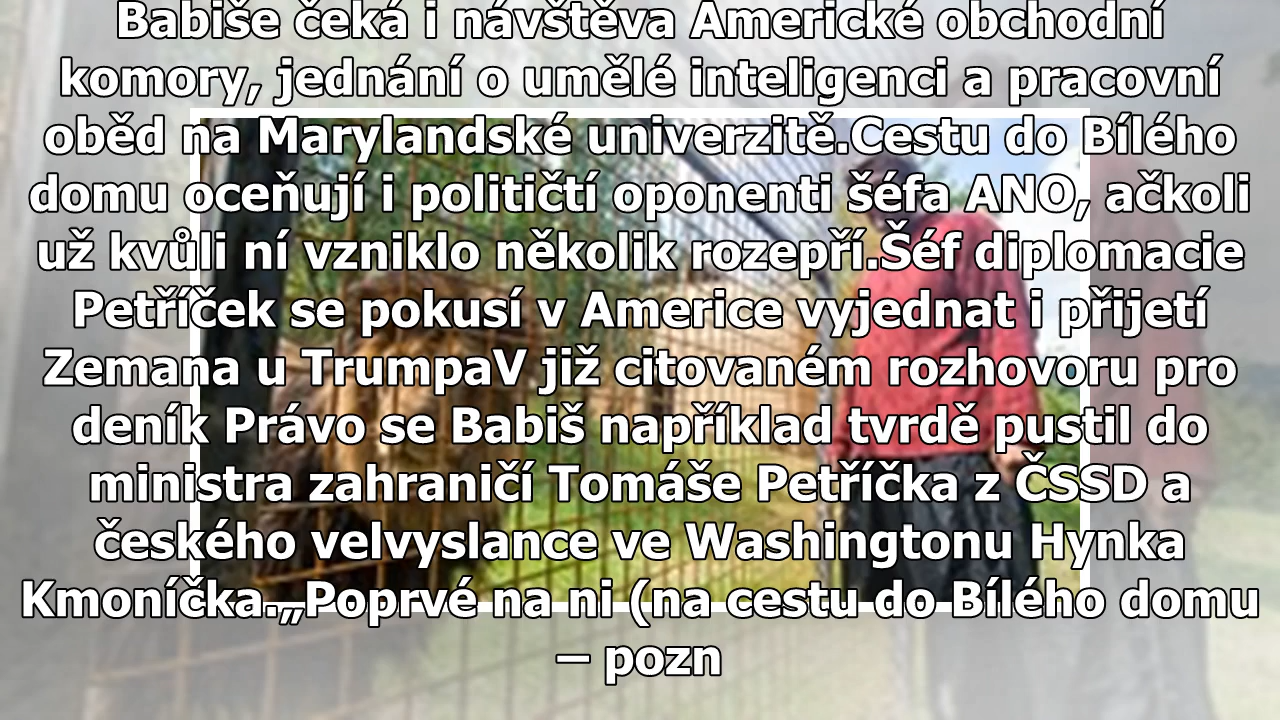 Babiše čeká i návštěva Americké obchodní
komory, jednání o umělé inteligenci a pracovní
oběd na Marylandské univerzitě.Cestu do Bílého
domu oceňují i političtí oponenti šéfa ANO, ačkoli
už kvůli ní vzniklo několik rozepří.Šéf diplomacie
Petříček se pokusí v Americe vyjednat i přijetí
Zemana u TrumpaV již citovaném rozhovoru pro
deník Právo se Babiš například tvrdě pustil do
ministra zahraničí Tomáše Petříčka z ČSSD a
českého velvyslance ve Washingtonu Hynka
Kmoníčka.„Poprvé na ni (na cestu do Bílého domu
– pozn